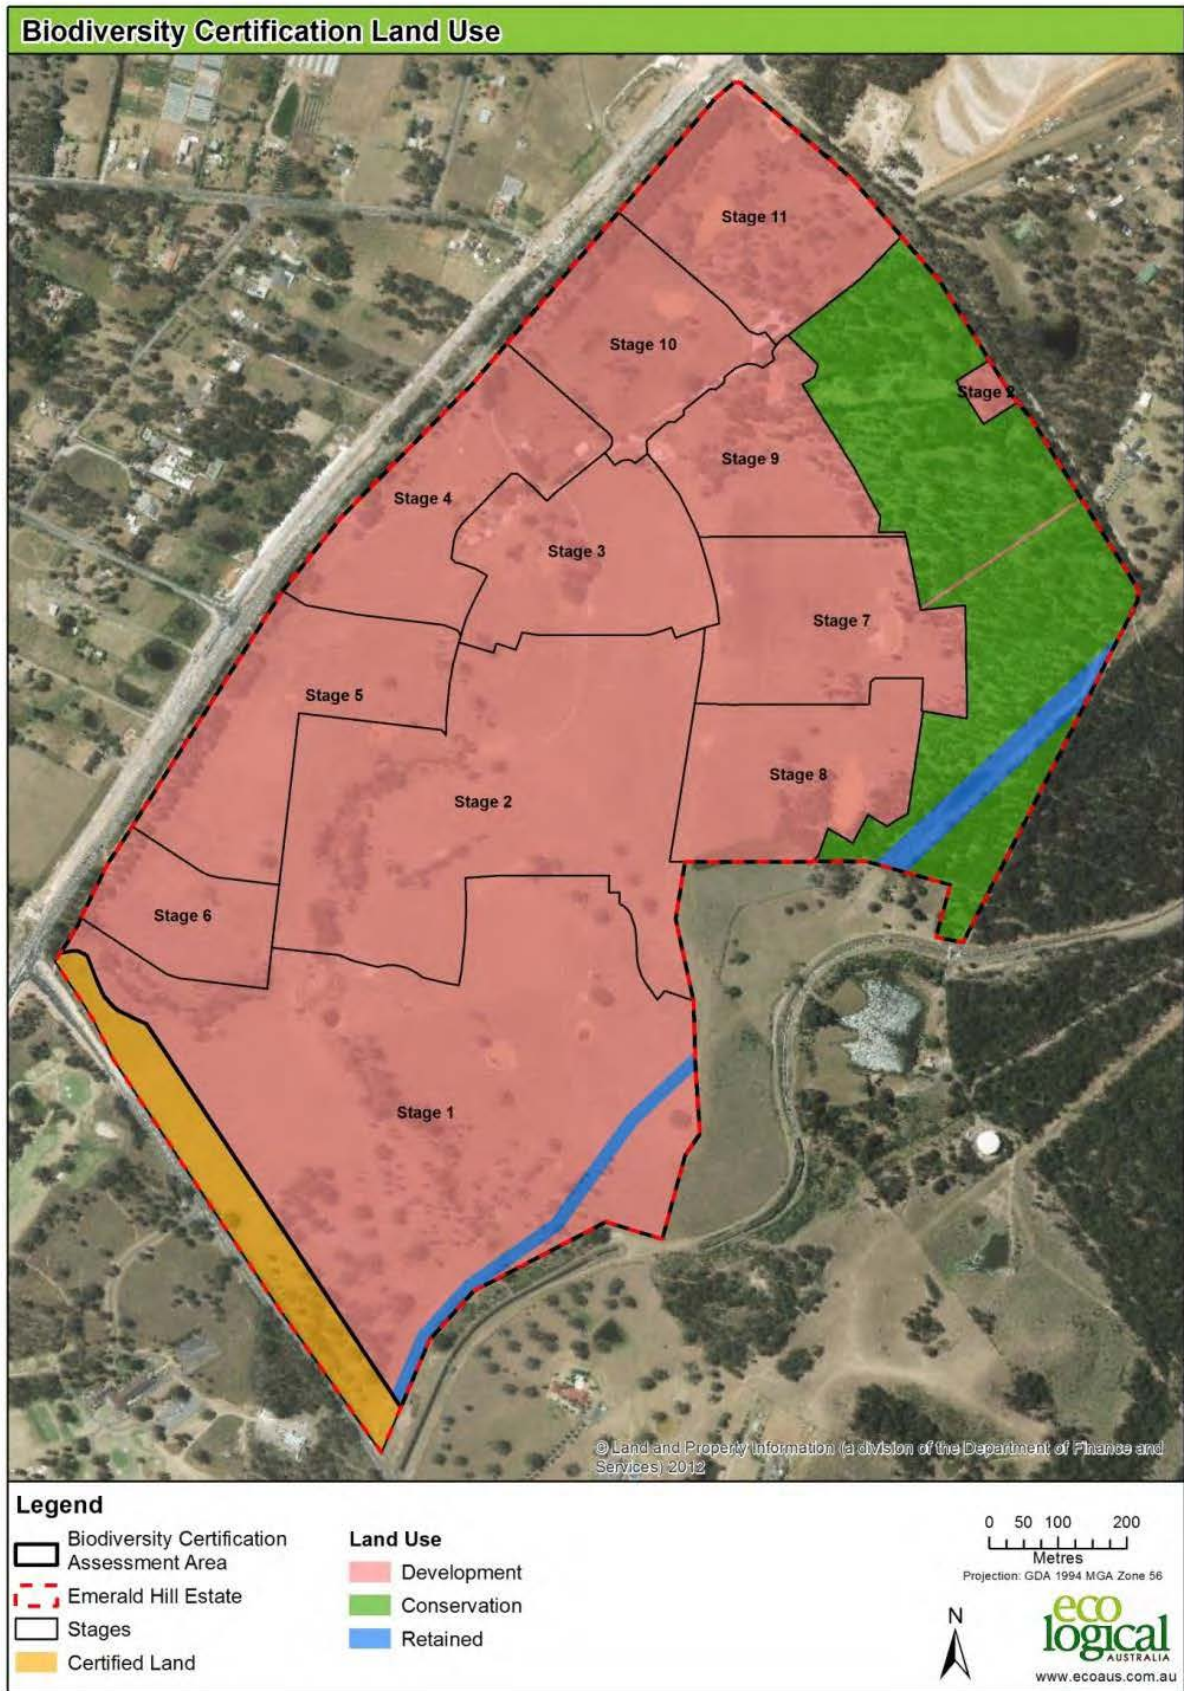 Biodiversity Certification Land Use
Stage 11
Stage 10
Stage 2
Stage 9
Stage 4
Stage 3
Stage 7
Stage 5
Stage 8
Stage 2
Stage 6
Stage 1
© Land and Property Information (a division of the Department of Finance and
Services) 2012
Legend
Biodiversity Certification
Assessment Area
Emerald Hill Estate
Stages
Certified Land
Land Use
Development
Conservation
Retained
0 50 100 200
Metres
Projection: GDA 1994 MGA Zone 56
N
eco
logical
AUSTRALIA
www.ecoaus.com.au